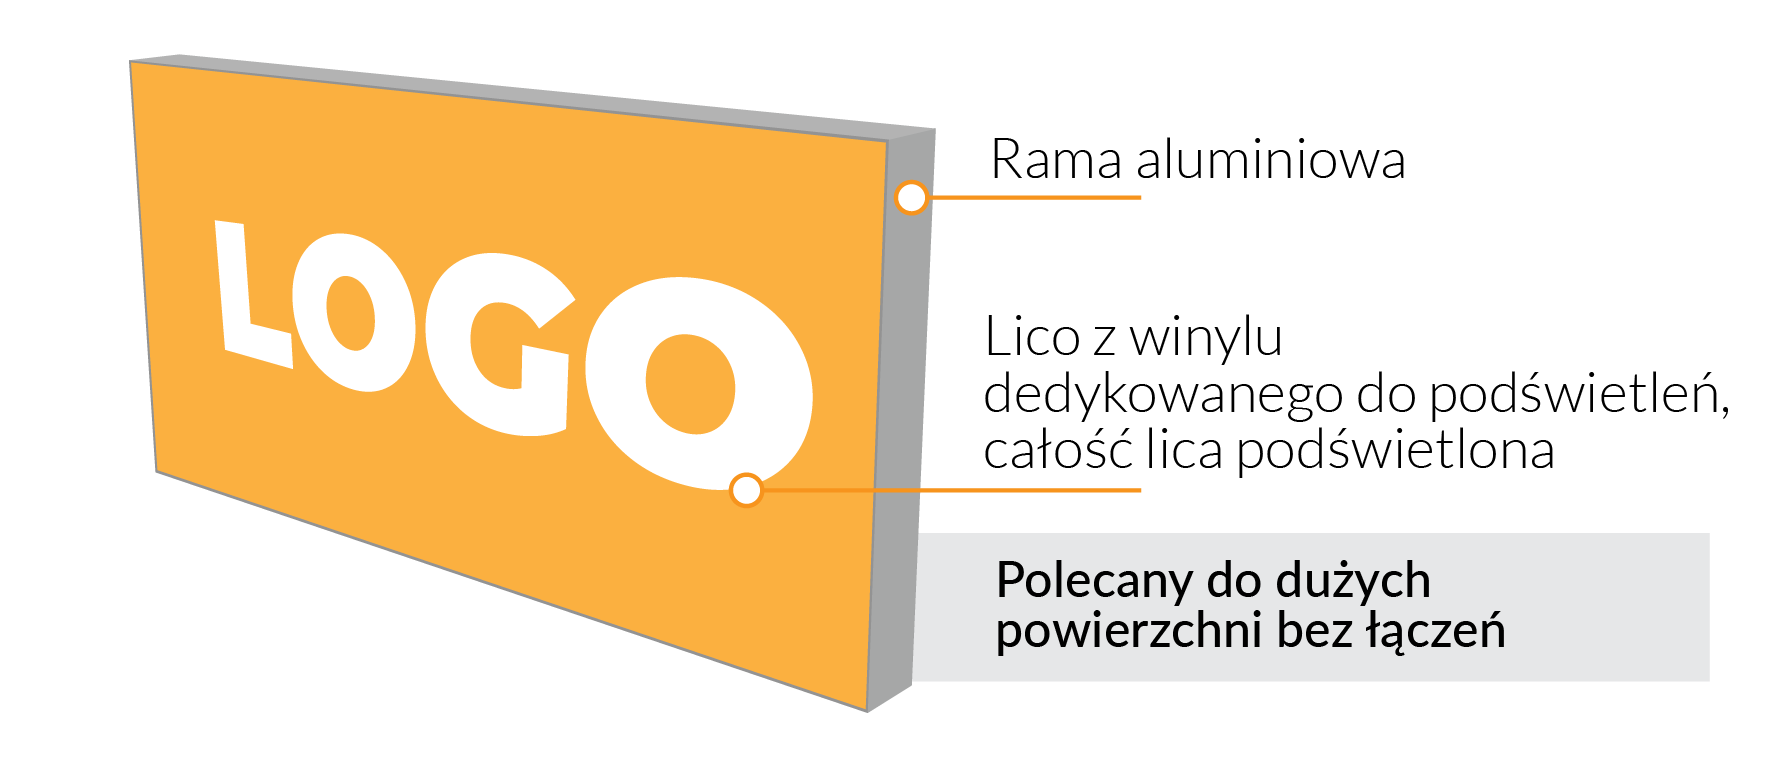 LOGO
Rama aluminiowa
Lico z winylu
dedykowanego do podświetleń,
całość lica podświetlona
Polecany do dużych
powierzchni bez łączeń